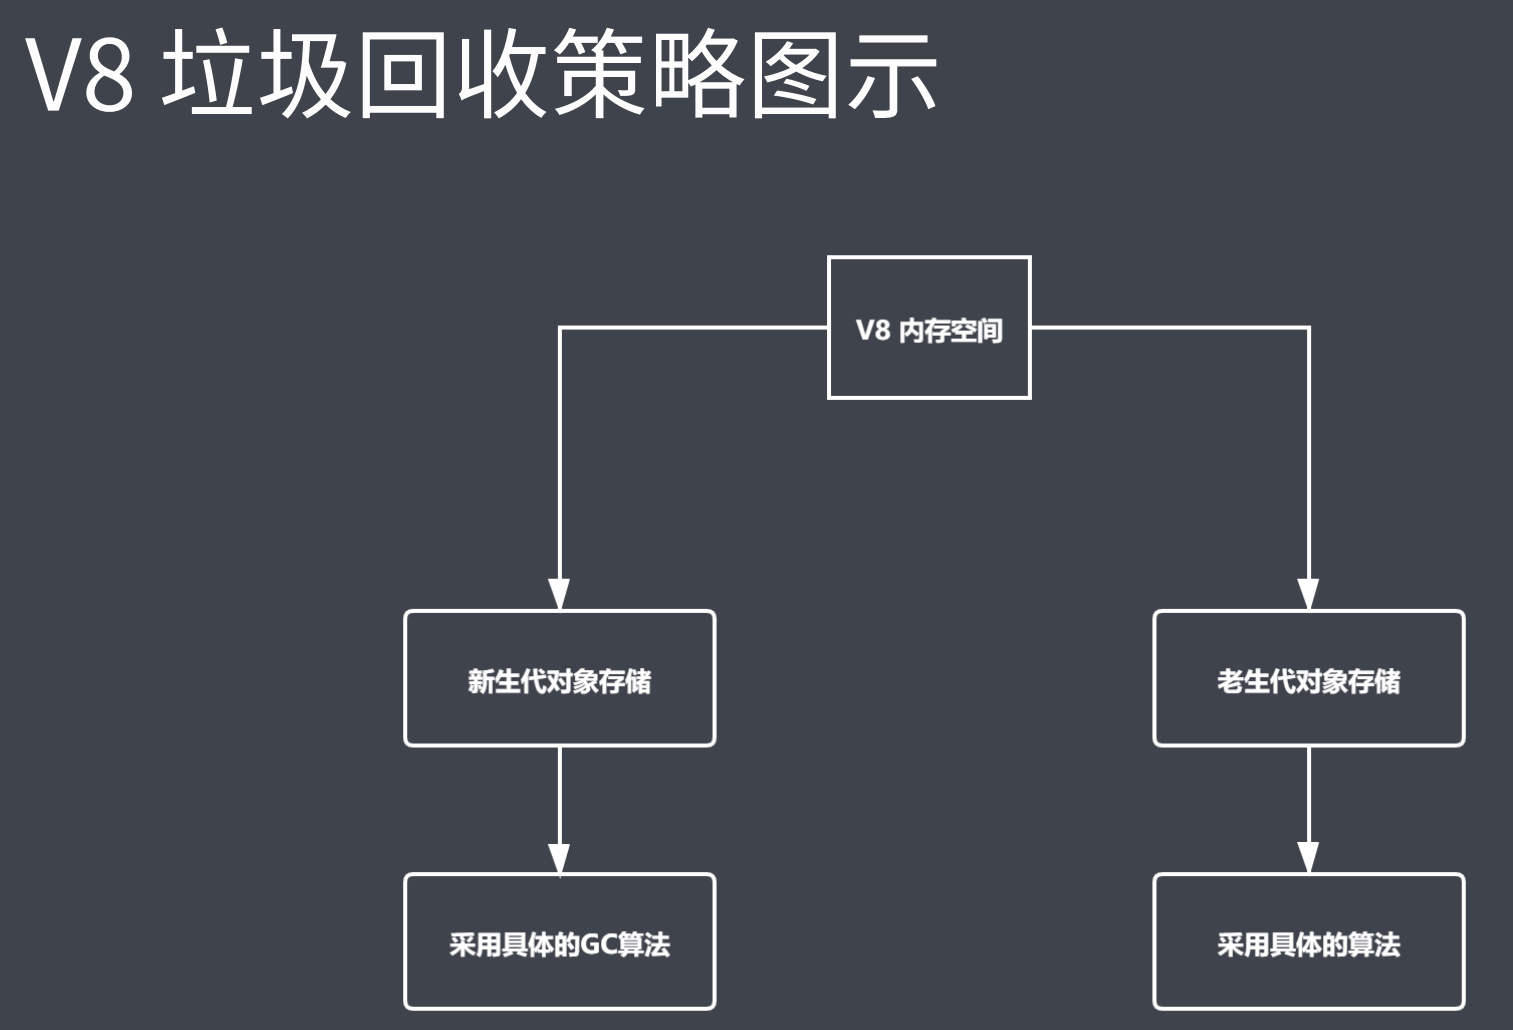 V8 垃圾回收策略图示
V8 内存空间
新生代对象存储
老生代对象存储
采用具体的GC算法
采用具体的算法